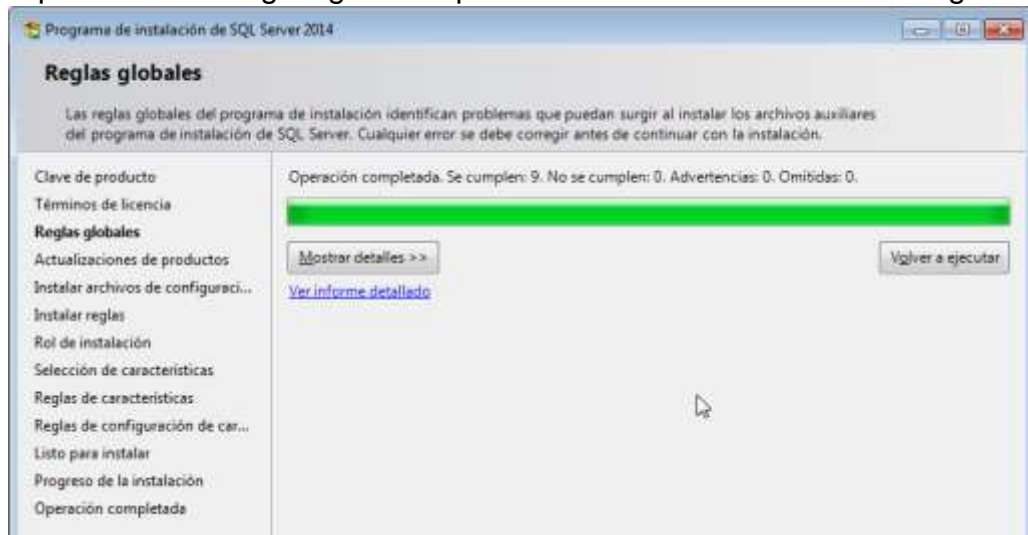 Programa de instalación de SQL Server 2014
Reglas globales
Las reglas globales del programa de instalación identifican problemas que puedan surgir al instalar los archivos auxiliares
del programa de instalación de SQL Server. Cualquier error se debe corregir antes de continuar con la instalación.
Clave de producto
Términos de licencia
Reglas globales
Actualizaciones de productos
Instalar archivos de configuraci...
Instalar reglas
Rol de instalación
Selección de características
Reglas de características
Reglas de configuración de car...
Listo para instalar
Progreso de la instalación
Operación completada
Operación completada. Se cumplen: 9. No se cumplen: 0. Advertencias: 0. Omitidas: 0.
Mostrar detalles >>
Volver a ejecutar
Ver informe detallado